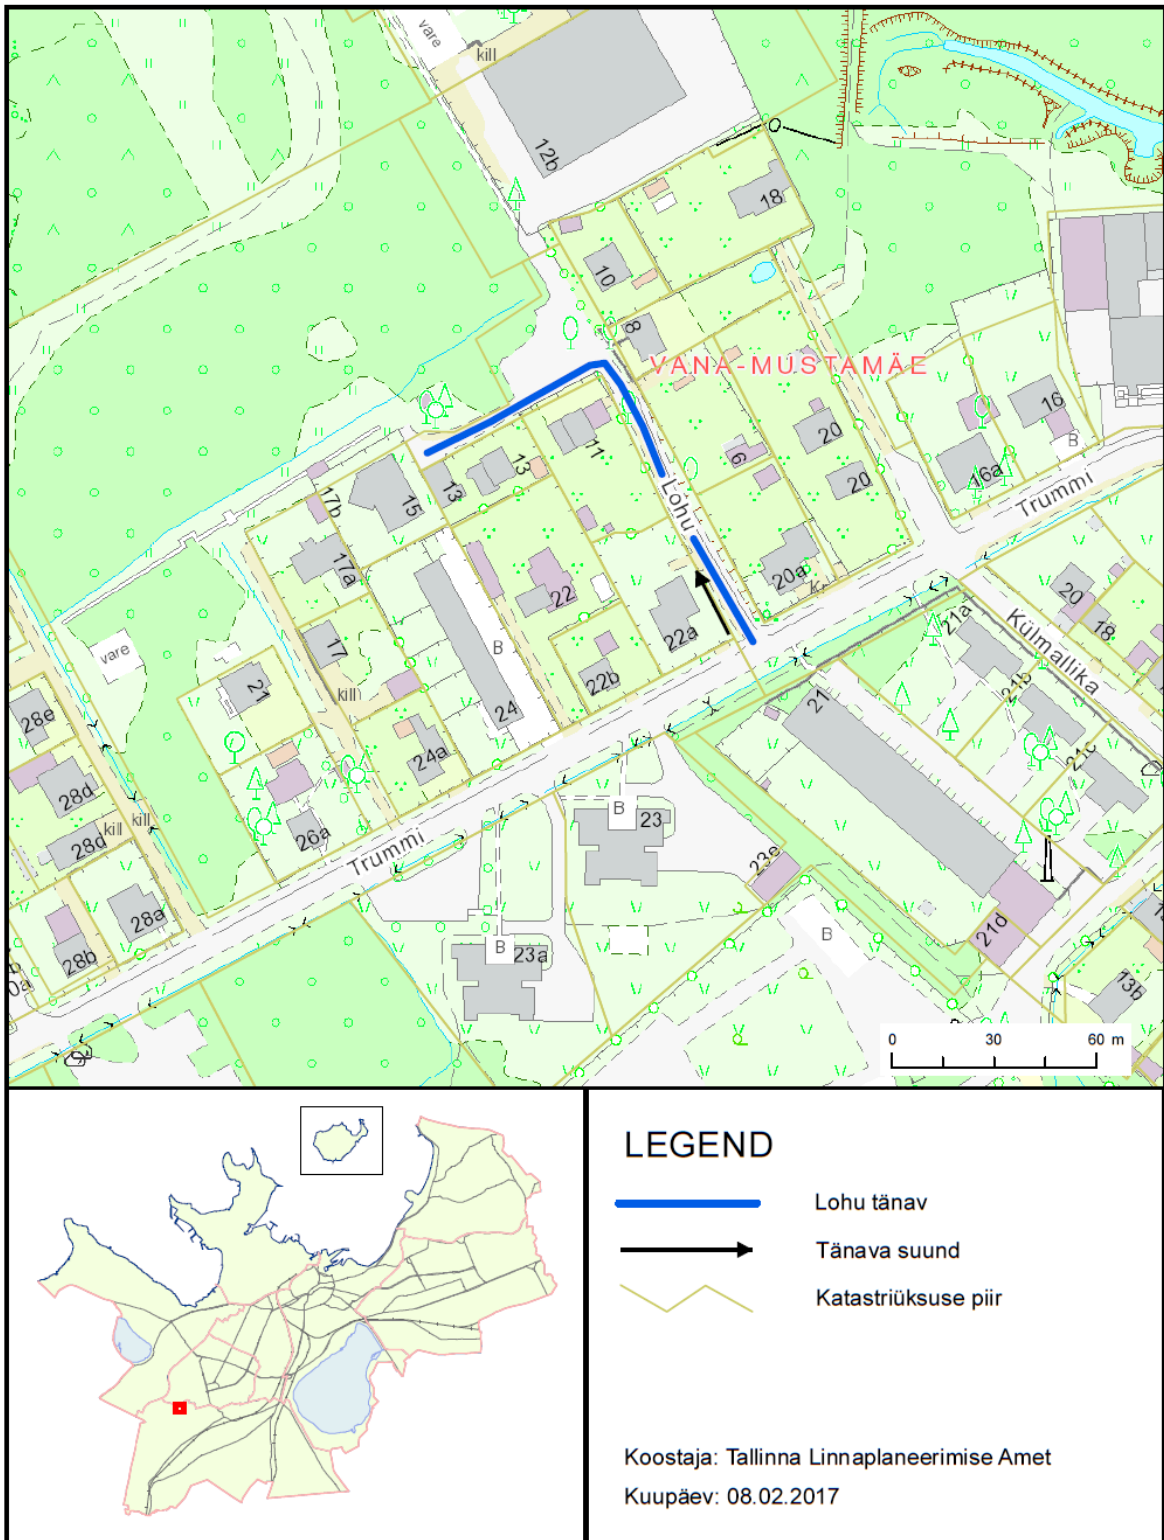 vare
kill
12b
18
10
8
VANA-MUSTAMÄE
16
B
16a
Trummi
20
20
6
11
13
13
15
17b
17a
Lohu
20a
K
22
22a
22b
B
24
24a
17
kill
21
vare
28e
28d
28d
kill
kill
26a
28a
28b
0a
Trummi
B
23
23e
B
23a
B
21
21a
21b
21c
21d
Külmallika
20
18
13b
0 30 60 m
LEGEND
Lohu tänav
Tänava suund
Katastriüksuse piir
Koostaja: Tallinna Linnaplaneerimise Amet
Kuupäev: 08.02.2017